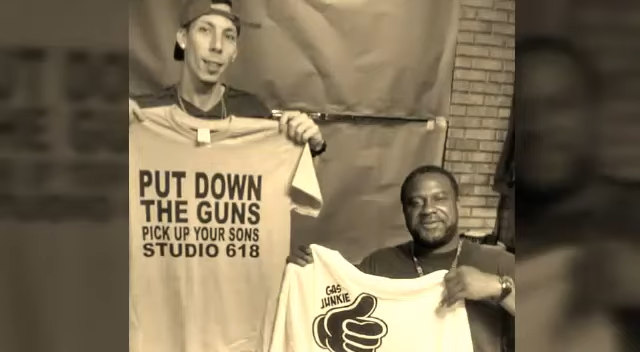 PUT DOWN
THE GUNS
PICK UP YOUR SONS
STUDIO 618
GAS
JUNKIE